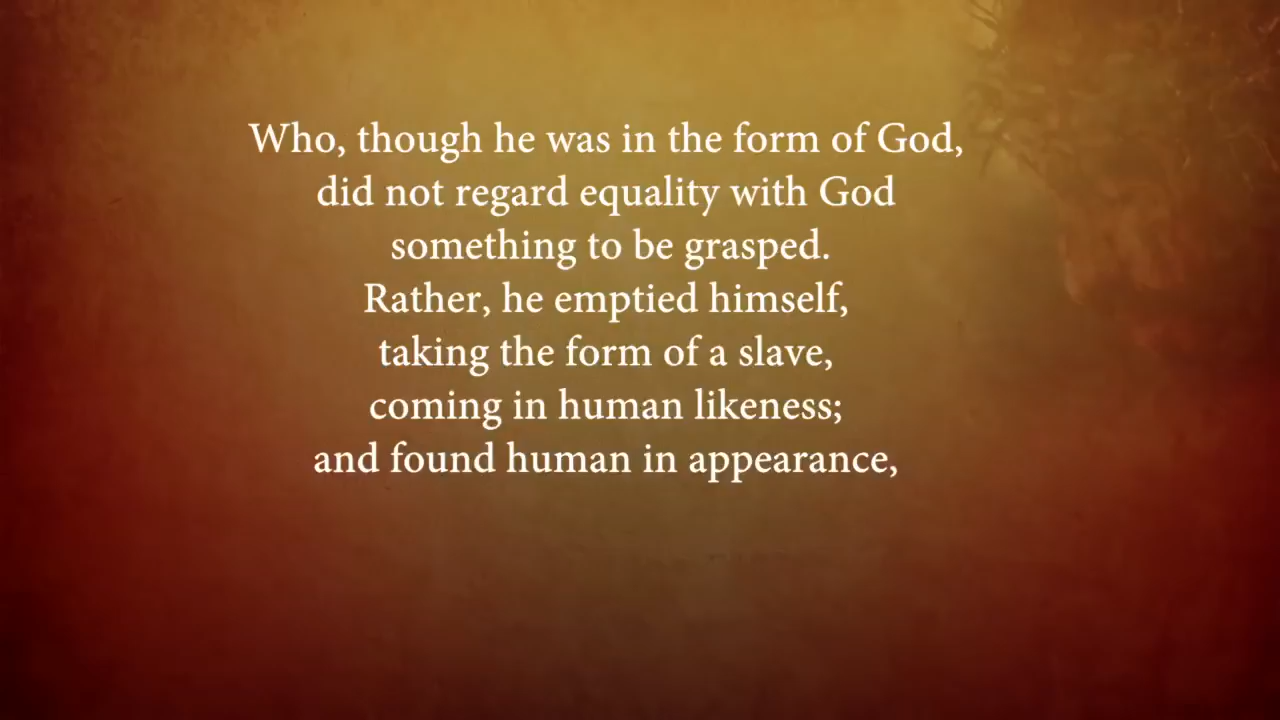 Who, though he was in the form of God,
did not regard equality with God
something to be grasped.
Rather, he emptied himself,
taking the form of a slave,
coming in human likeness;
and found human in appearance,